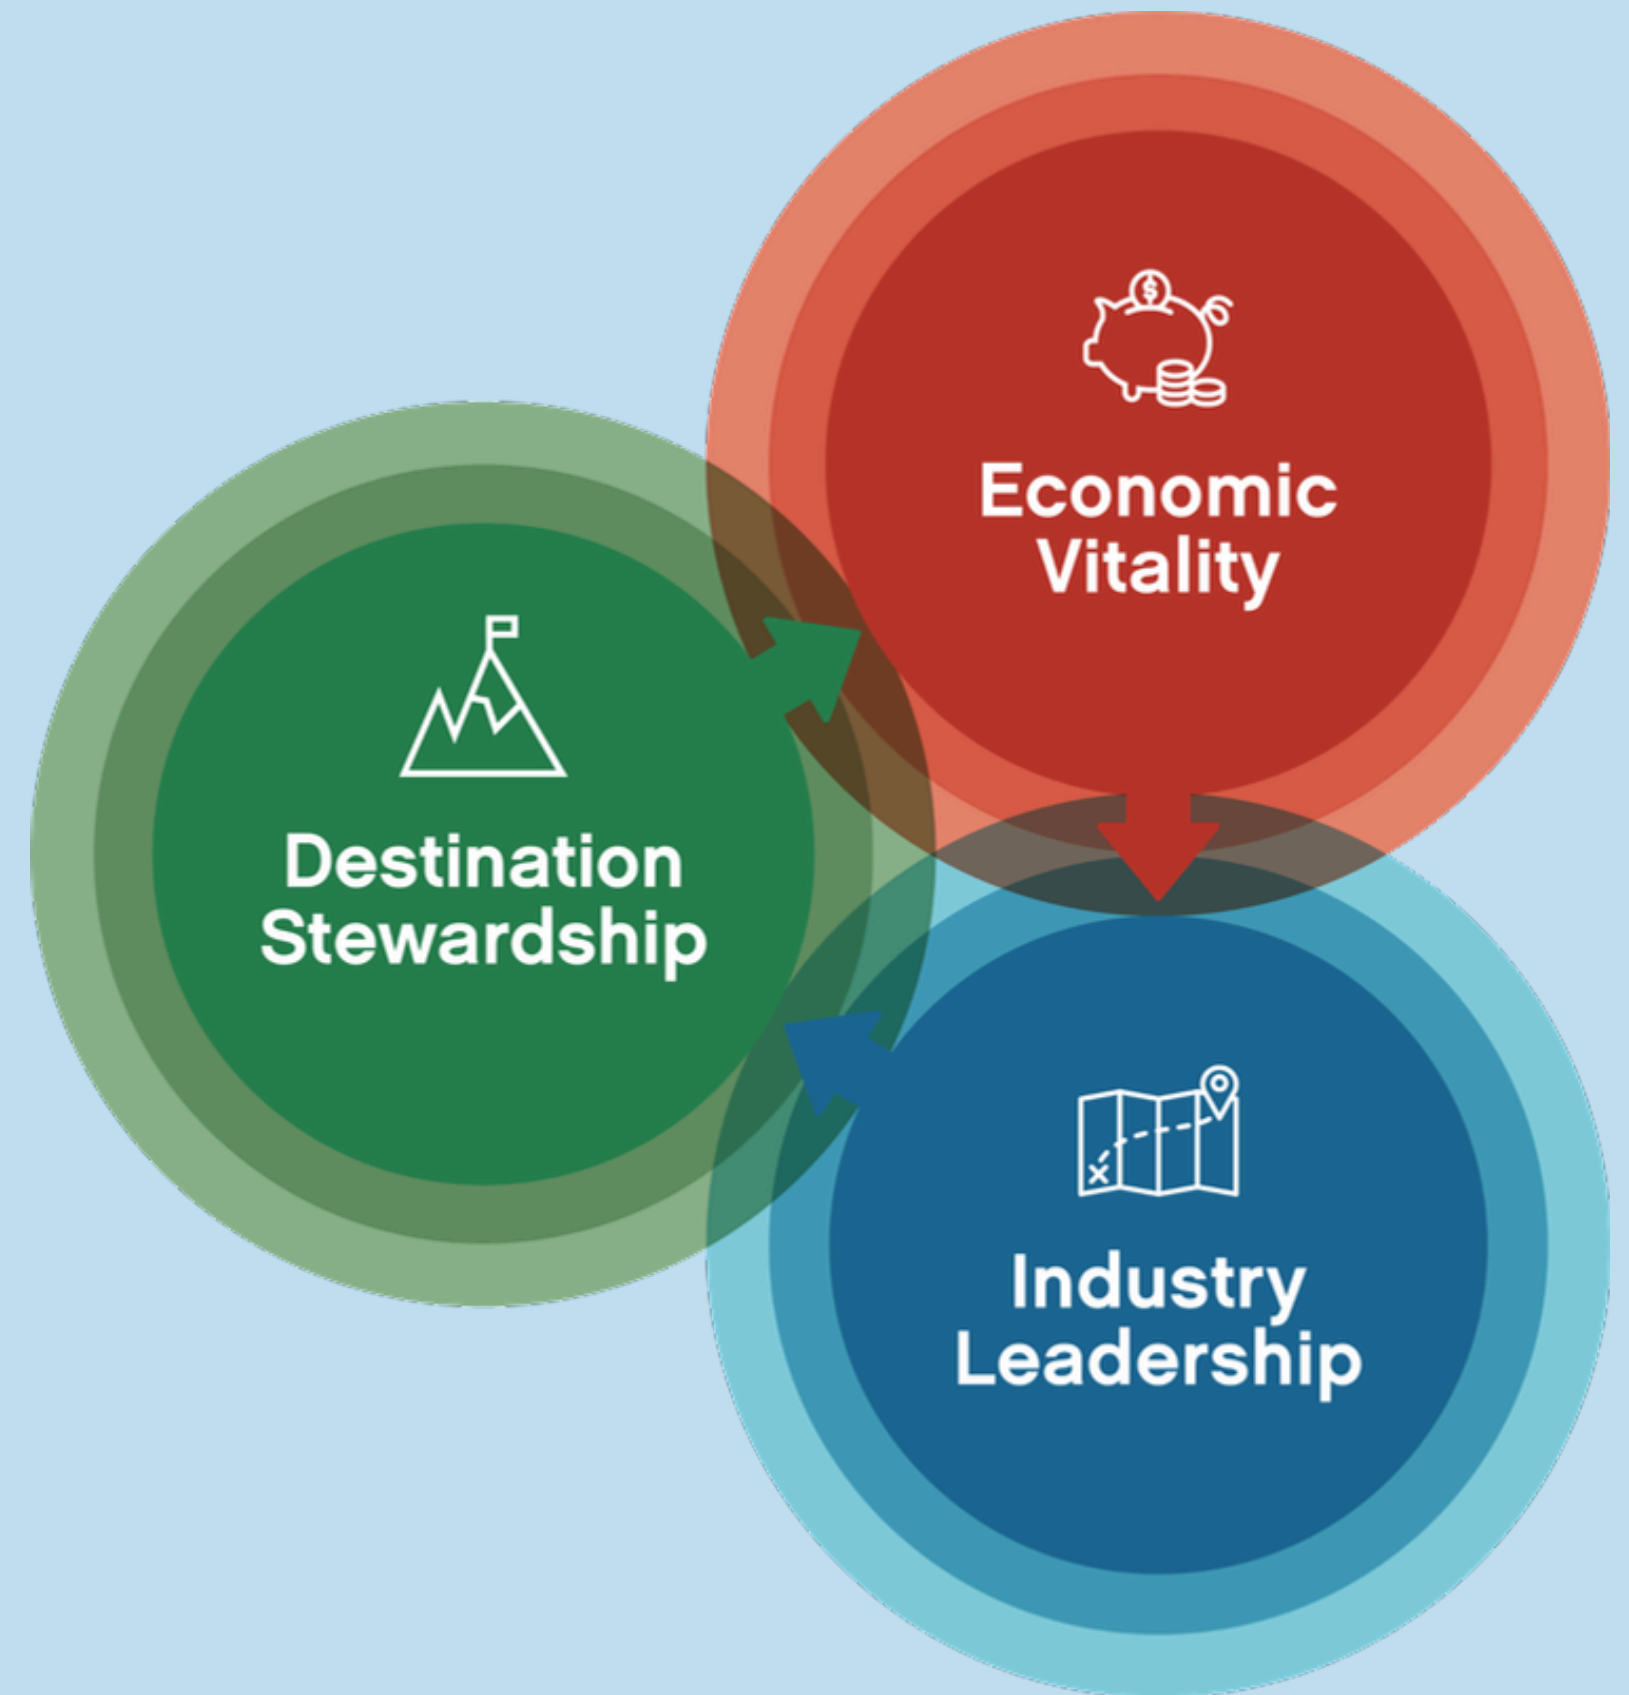 $
Economic
Vitality
Destination
Stewardship
Industry
Leadership